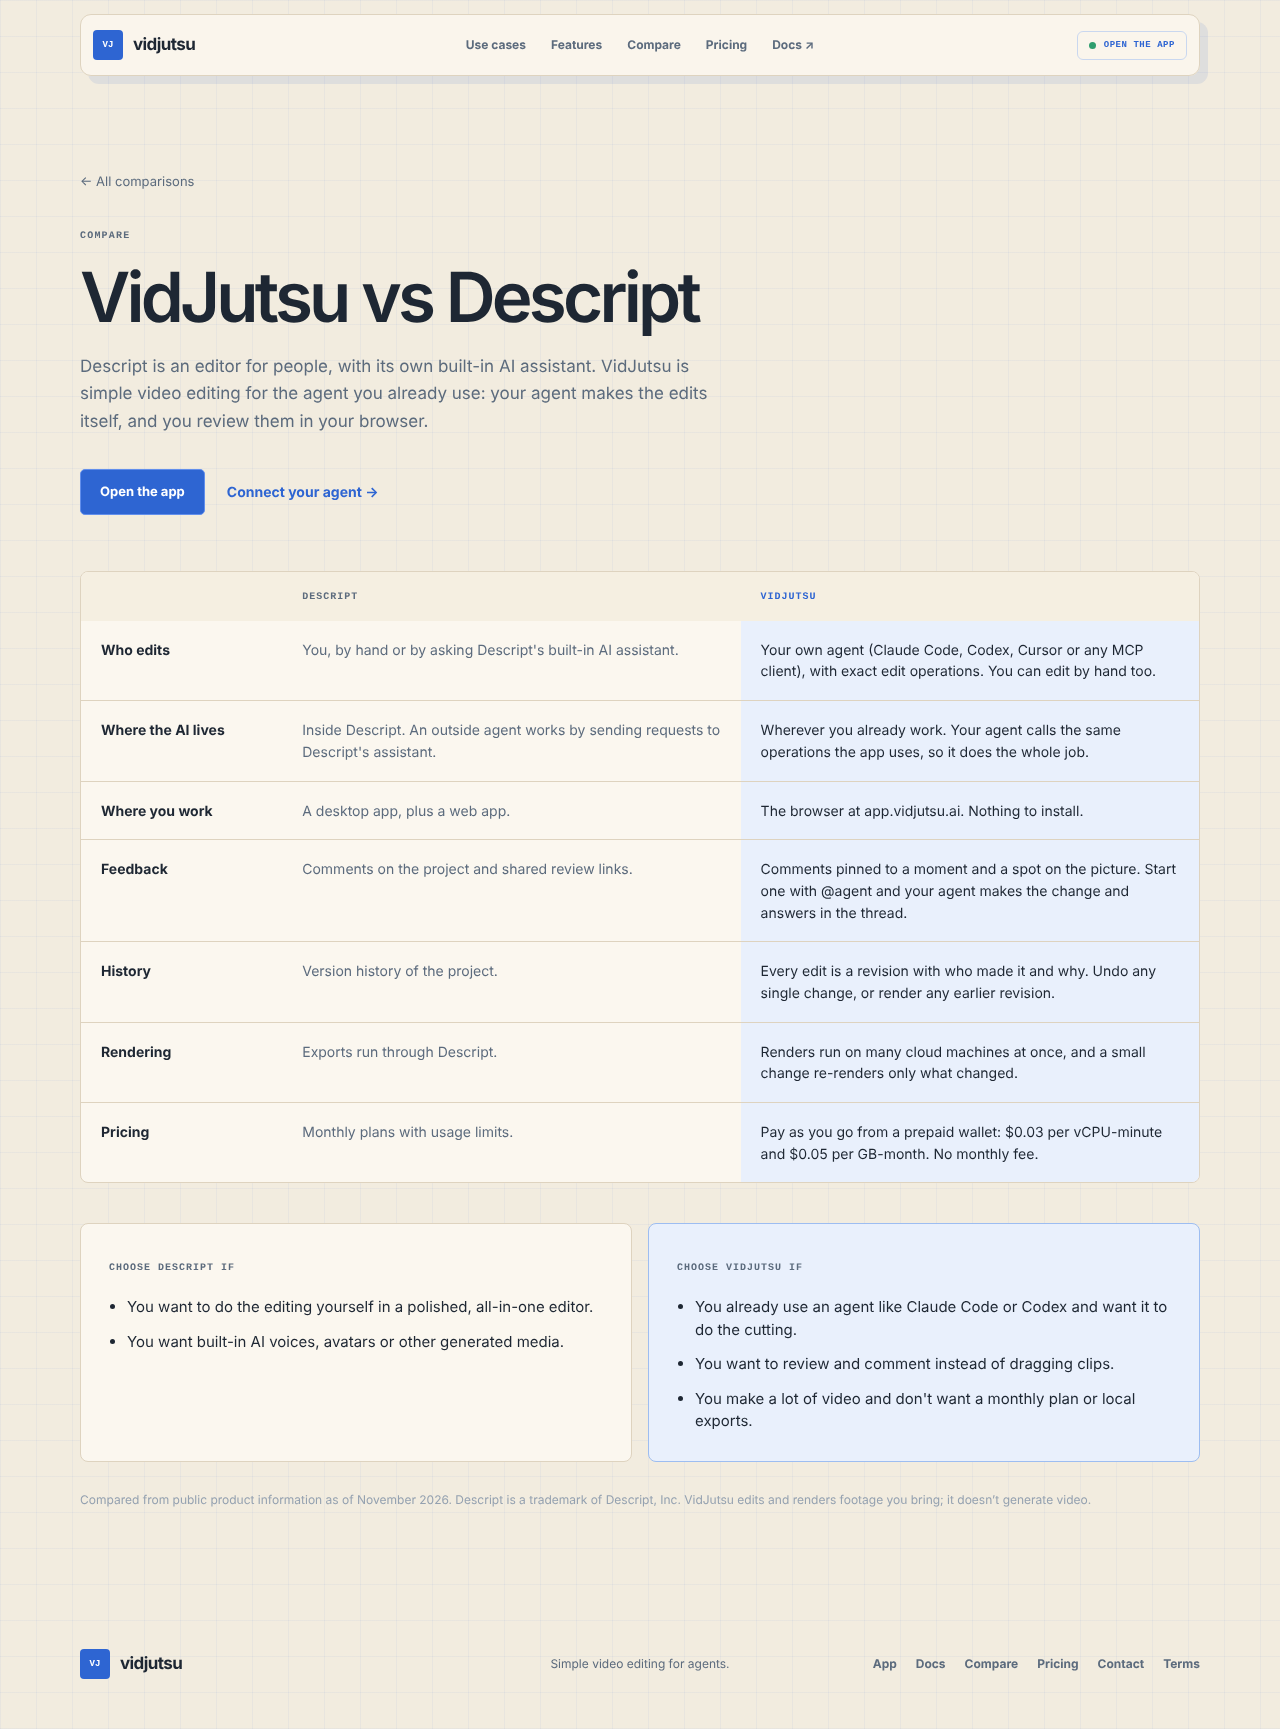 VJ vidjutsu Use cases Features Compare Pricing Docs ↗ OPEN THE APP
← All comparisons
COMPARE
VidJutsu vs Descript
Descript is an editor for people, with its own built-in AI assistant. VidJutsu is
simple video editing for the agent you already use: your agent makes the edits
itself, and you review them in your browser.
Open the app Connect your agent →
DESCRIPT VIDJUTSU
Who edits
You, by hand or by asking Descript's built-in AI assistant.
Your own agent (Claude Code, Codex, Cursor or any MCP
client), with exact edit operations. You can edit by hand too.
Where the AI lives
Inside Descript. An outside agent works by sending requests to
Descript's assistant.
Wherever you already work. Your agent calls the same
operations the app uses, so it does the whole job.
Where you work
A desktop app, plus a web app.
The browser at app.vidjutsu.ai. Nothing to install.
Feedback
Comments on the project and shared review links.
Comments pinned to a moment and a spot on the picture. Start
one with @agent and your agent makes the change and
answers in the thread.
History
Version history of the project.
Every edit is a revision with who made it and why. Undo any
single change, or render any earlier revision.
Rendering
Exports run through Descript.
Renders run on many cloud machines at once, and a small
change re-renders only what changed.
Pricing
Monthly plans with usage limits.
Pay as you go from a prepaid wallet: $0.03 per vCPU-minute
and $0.05 per GB-month. No monthly fee.
CHOOSE DESCRIPT IF
• You want to do the editing yourself in a polished, all-in-one editor.
• You want built-in AI voices, avatars or other generated media.
CHOOSE VIDJUTSU IF
• You already use an agent like Claude Code or Codex and want it to
do the cutting.
• You want to review and comment instead of dragging clips.
• You make a lot of video and don't want a monthly plan or local
exports.
Compared from public product information as of November 2026. Descript is a trademark of Descript, Inc. VidJutsu edits and renders footage you bring; it doesn't generate video.
VJ vidjutsu Simple video editing for agents. App Docs Compare Pricing Contact Terms